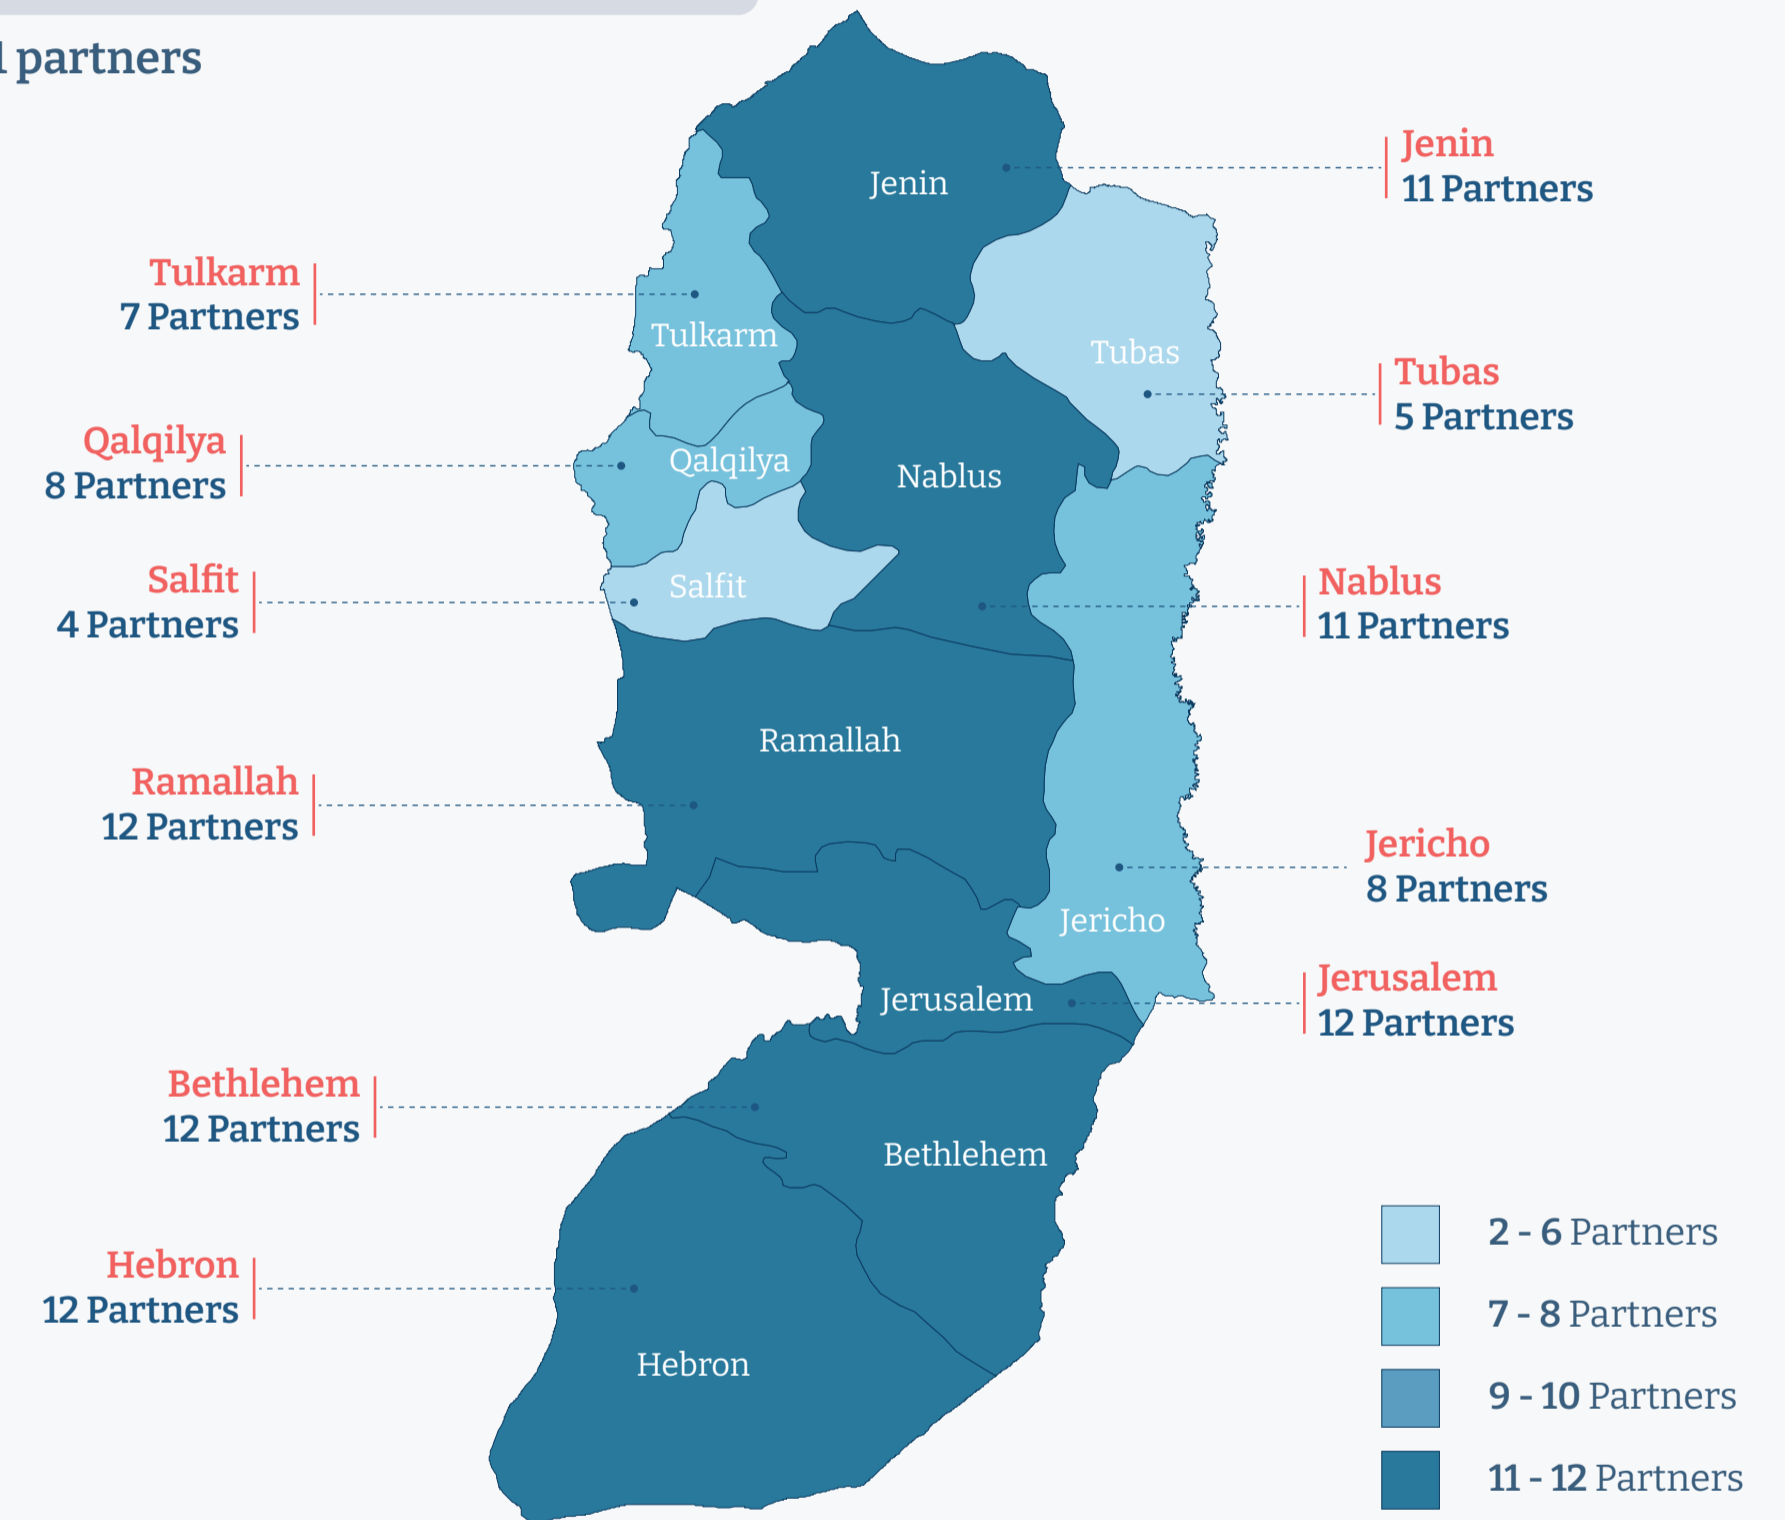 partners
Jenin
11 Partners
Jenin
Tulkarm
7 Partners
Tulkarm
Tubas
Tubas
5 Partners
Qalqilya
8 Partners
Qalqilya
Nablus
Salfit
4 Partners
Salfit
Nablus
11 Partners
Ramallah
Ramallah
12 Partners
Jericho
8 Partners
Jericho
Jerusalem
12 Partners
Jerusalem
Bethlehem
12 Partners
Bethlehem
Hebron
12 Partners
Hebron
2 - 6 Partners
7 - 8 Partners
9 - 10 Partners
11 - 12 Partners